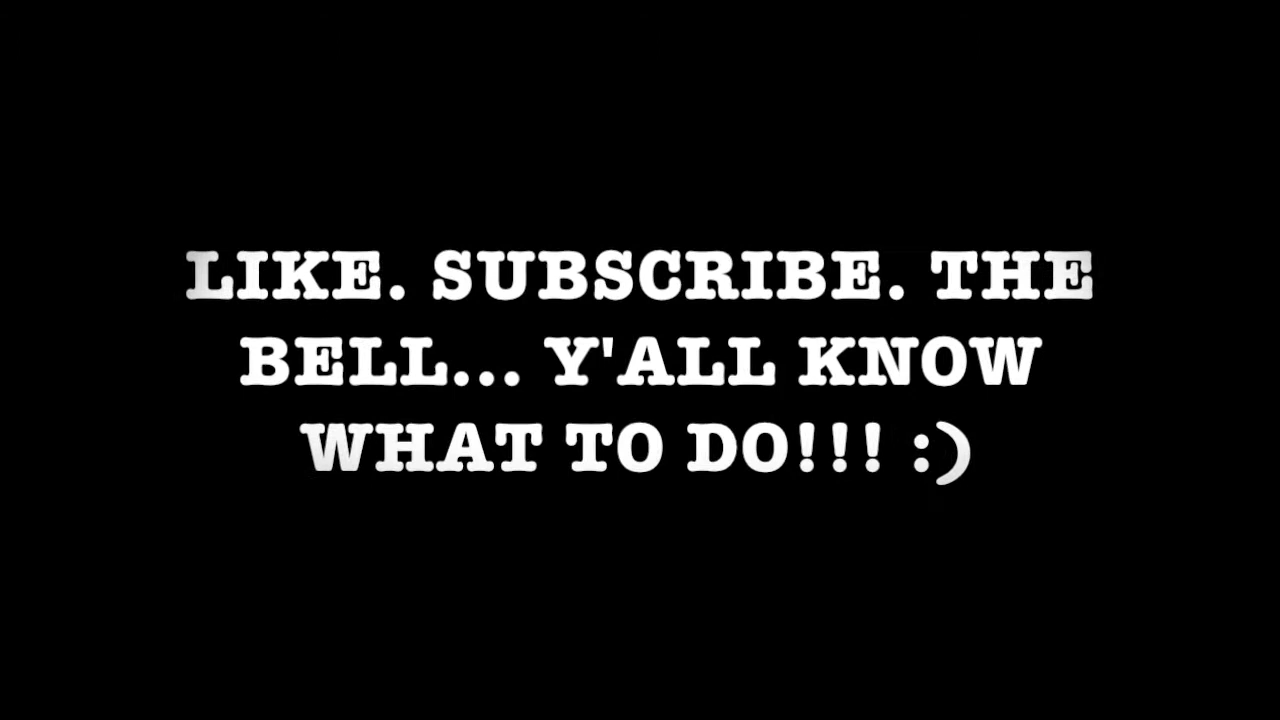 LIKE. SUBSCRIBE. THE
BELL... Y'ALL KNOW
WHAT TO DO!!! :)